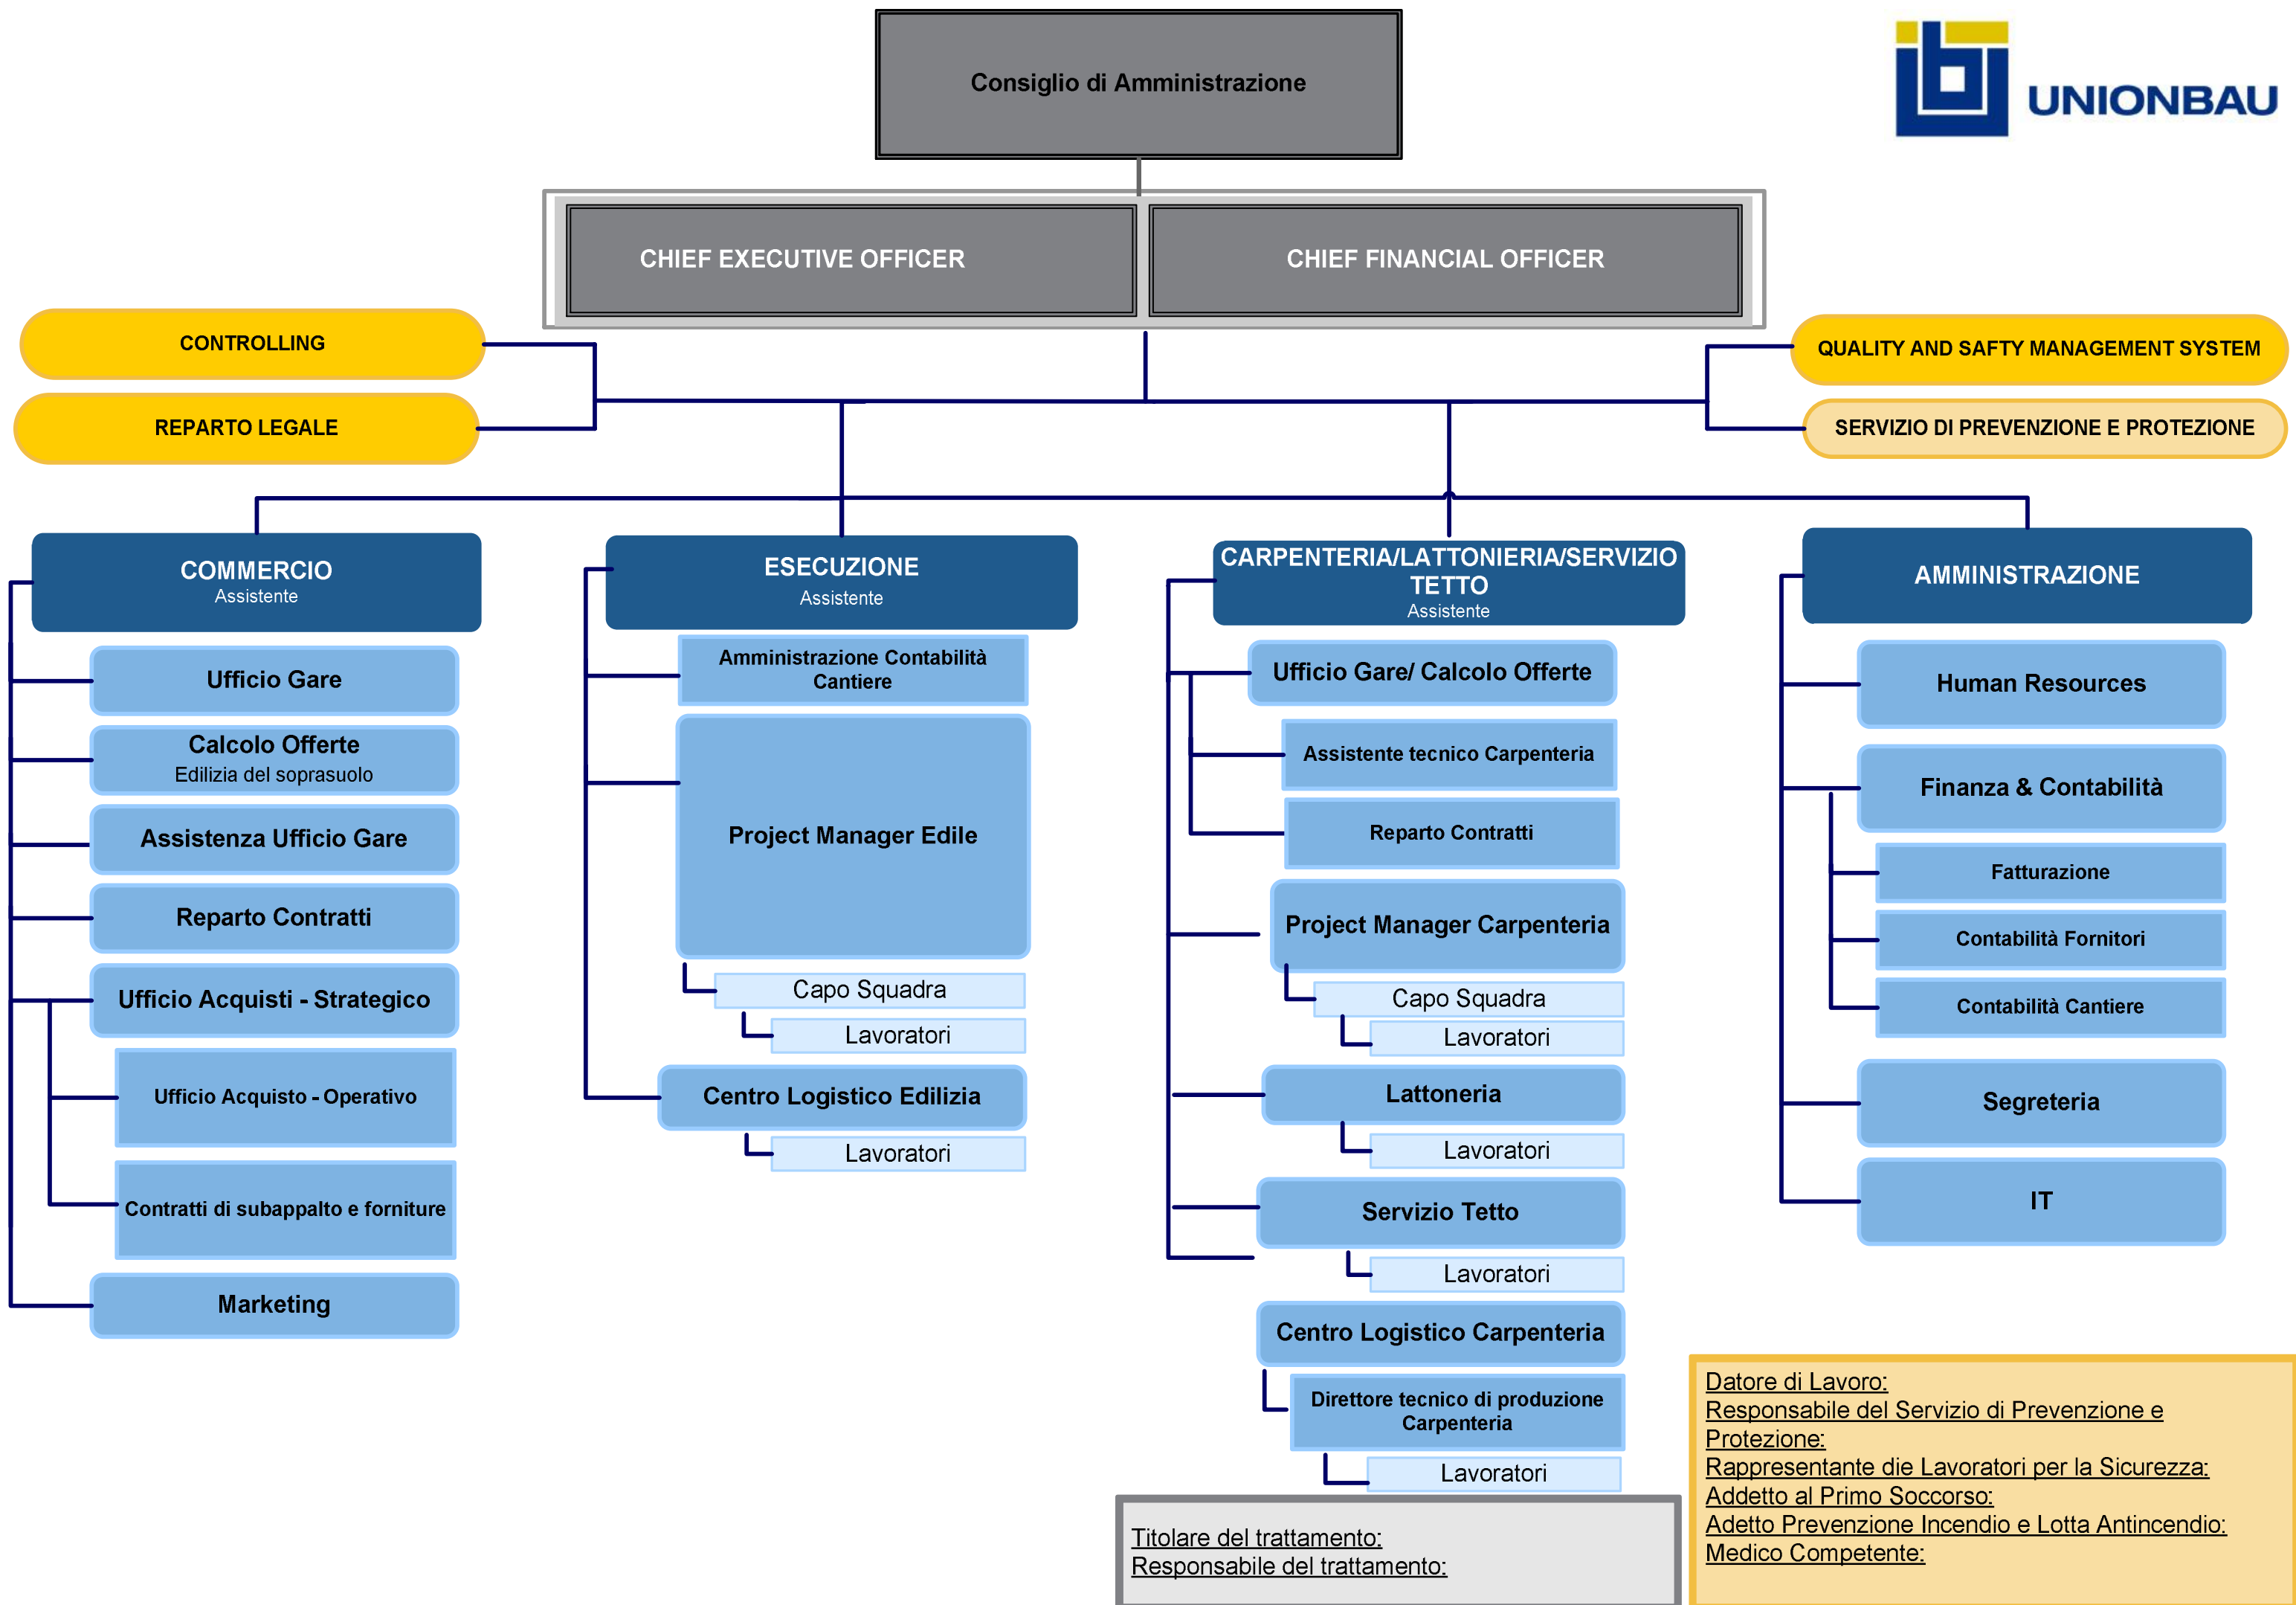 Consiglio di Amministrazione
UNIONBAU
CHIEF EXECUTIVE OFFICER
CHIEF FINANCIAL OFFICER
CONTROLLING
QUALITY AND SAFTY MANAGEMENT SYSTEM
REPARTO LEGALE
SERVIZIO DI PREVENZIONE E PROTEZIONE
COMMERCIO
Assistente
Ufficio Gare
Calcolo Offerte
Edilizia del soprasuolo
Assistenza Ufficio Gare
Reparto Contratti
Ufficio Acquisti - Strategico
Ufficio Acquisto - Operativo
Contratti di subappalto e forniture
Marketing
ESECUZIONE
Assistente
Amministrazione Contabilità
Cantiere
Project Manager Edile
Capo Squadra
Lavoratori
Centro Logistico Edilizia
Lavoratori
CARPENTERIA/LATTONIERIA/SERVIZIO
TETTO
Assistente
Ufficio Gare/ Calcolo Offerte
Assistente tecnico Carpenteria
Reparto Contratti
Project Manager Carpenteria
Capo Squadra
Lavoratori
Lattoneria
Lavoratori
Servizio Tetto
Lavoratori
Centro Logistico Carpenteria
Direttore tecnico di produzione
Carpenteria
Lavoratori
AMMINISTRAZIONE
Human Resources
Finanza & Contabilità
Fatturazione
Contabilità Fornitori
Contabilità Cantiere
Segreteria
IT
Titolare del trattamento:
Responsabile del trattamento:
Datore di Lavoro:
Responsabile del Servizio di Prevenzione e
Protezione:
Rappresentante die Lavoratori per la Sicurezza:
Addetto al Primo Soccorso:
Adetto Prevenzione Incendio e Lotta Antincendio:
Medico Competente: